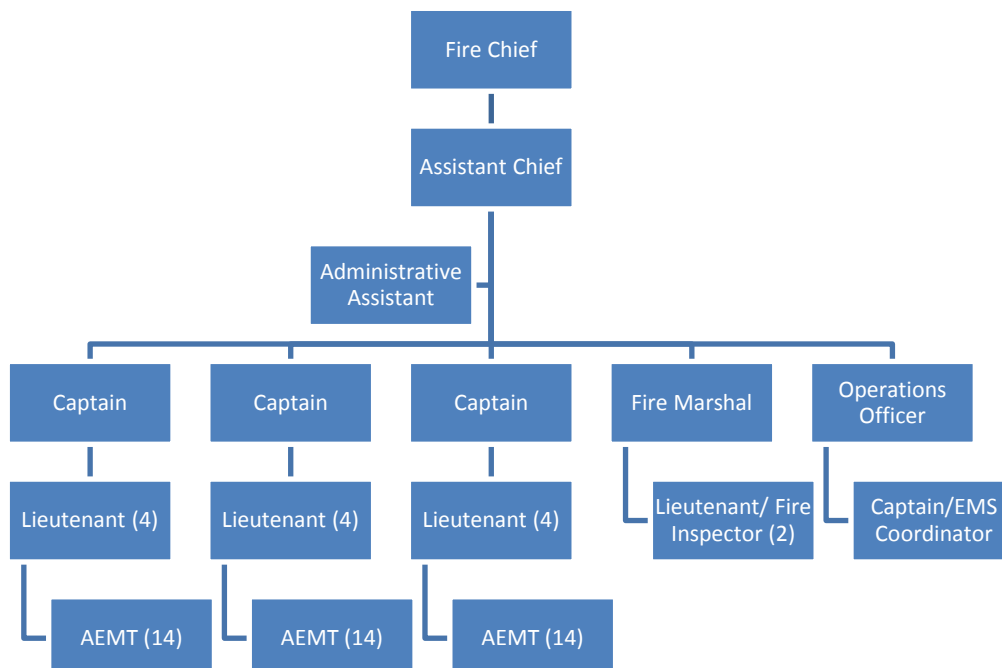 Fire Chief
Assistant Chief
Administrative
Assistant
Captain
Captain
Captain
Fire Marshal
Operations
Officer
Lieutenant (4)
Lieutenant (4)
Lieutenant (4)
Lieutenant/ Fire
Inspector (2)
Captain/EMS
Coordinator
AEMT (14)
AEMT (14)
AEMT (14)